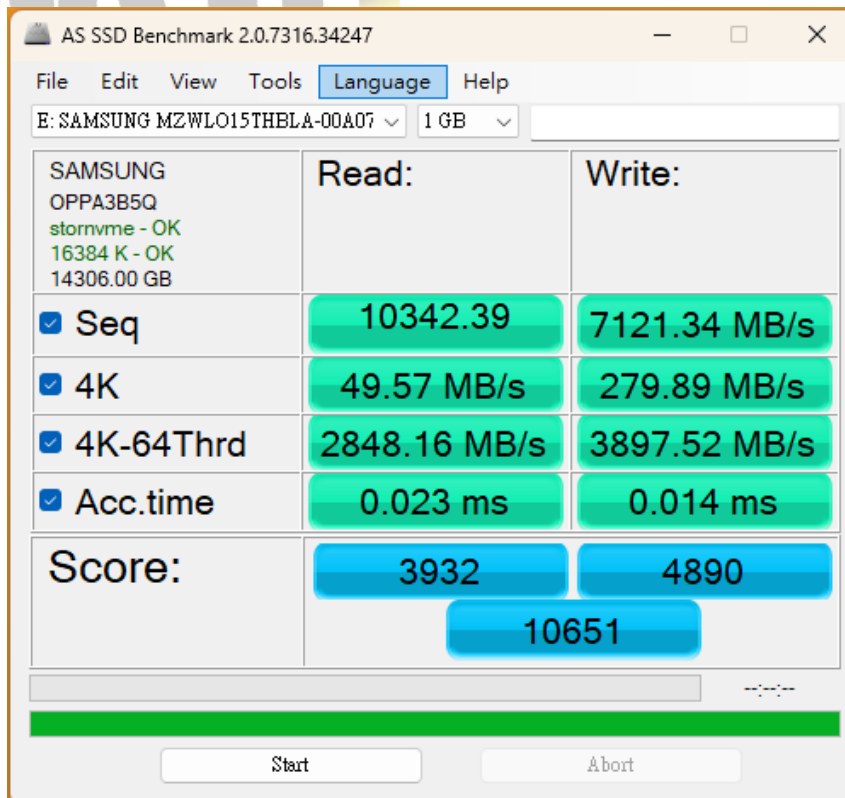 AS SSD Benchmark 2.0.7316.34247
File Edit View Tools Language Help
E: SAMSUNG MZWLO15THBLA-00A07 1 GB
SAMSUNG
OPPA3B5Q
stornvme - OK
16384 K - OK
14306.00 GB
Read: Write:
Seq 10342.39 7121.34 MB/s
4K 49.57 MB/s 279.89 MB/s
4K-64Thrd 2848.16 MB/s 3897.52 MB/s
Acc.time 0.023 ms 0.014 ms
Score: 3932 4890
10651
--:--:--
Start Abort